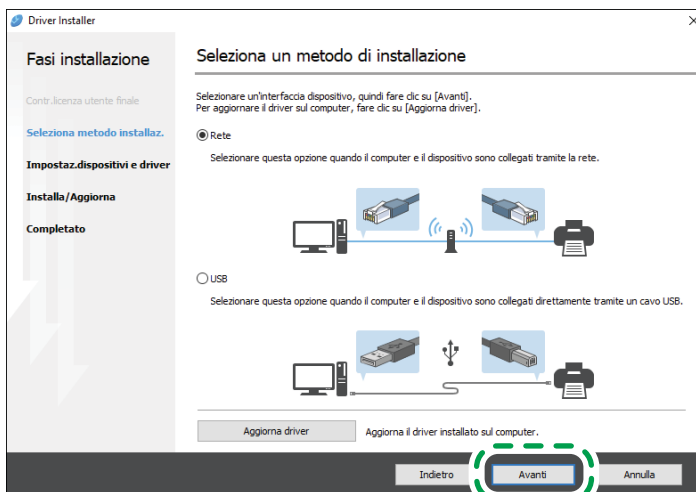 Driver Installer
Fasi installazione
Contr.licenza utente finale
Seleziona metodo installaz.
Impostaz.dispositivi e driver
Installa/Aggiorna
Completato
Seleziona un metodo di installazione
Selezionare un'interfaccia dispositivo, quindi fare clic su [Avanti].
Per aggiornare il driver sul computer, fare clic su [Aggiorna driver].
Rete
Selezionare questa opzione quando il computer e il dispositivo sono collegati tramite la rete.
USB
Selezionare questa opzione quando il computer e il dispositivo sono collegati direttamente tramite un cavo USB.
Aggiorna driver
Aggiorna il driver installato sul computer.
Indietro
Avanti
Annulla